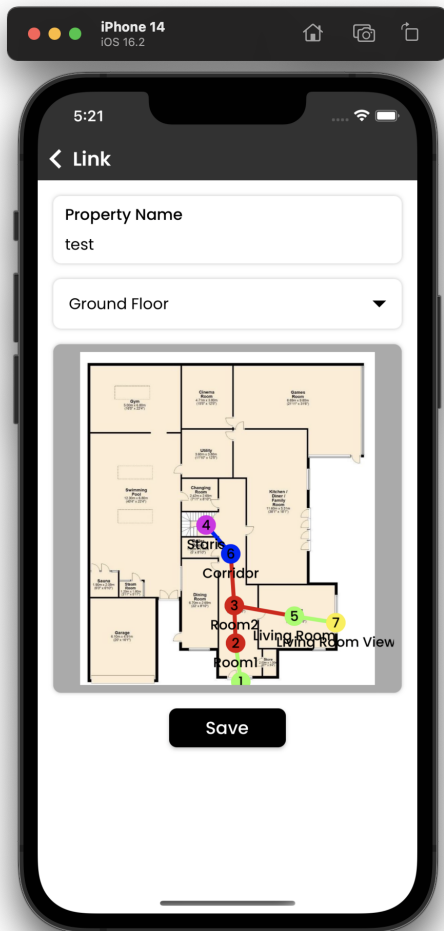 iPhone 14
iOS 16.2
5:21
Link
Property Name
test
Ground Floor
Cinema
Room
Games
Room
Gym
Utility
Changing
Room
Kitchen /
Diner /
Family
Room
Swimming
Pool
4
Staris
6
Corridor
Sauna
Steam
Room
Dining
Room
3
Room2
5
Living Room
7
Living Room View
Garage
2
Room1
Store
1
Save